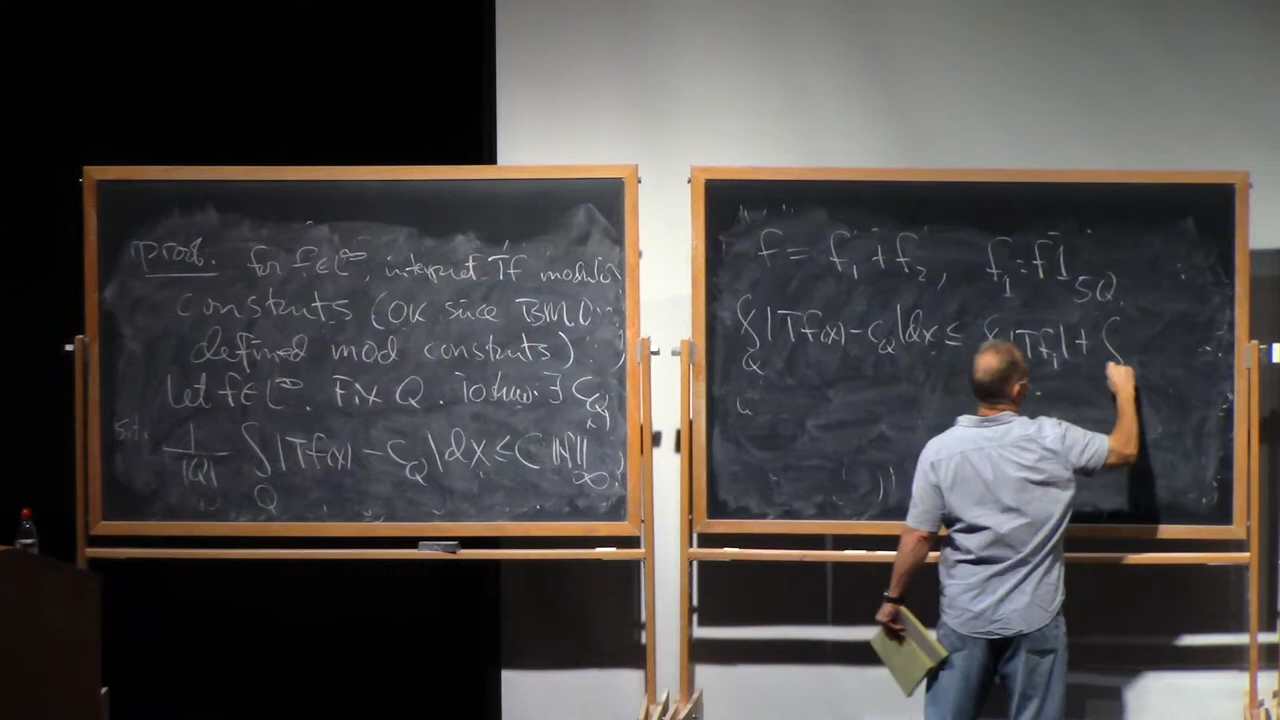 proof. for f ∈ L^∞, interpret Tf modulo
constants (OK since BMO
defined mod constants).
Let f ∈ L^∞. Fix Q. To show: ∃ C_Q
s.t. 1/|Q| ∫_Q |Tf(x) - C_Q| dx ≤ C ||f||_∞
f = f_1 + f_2, f_1 = f1_{5Q}.
∫_Q |Tf(x) - C_Q| dx ≤ ∫ |Tf_1| + ∫